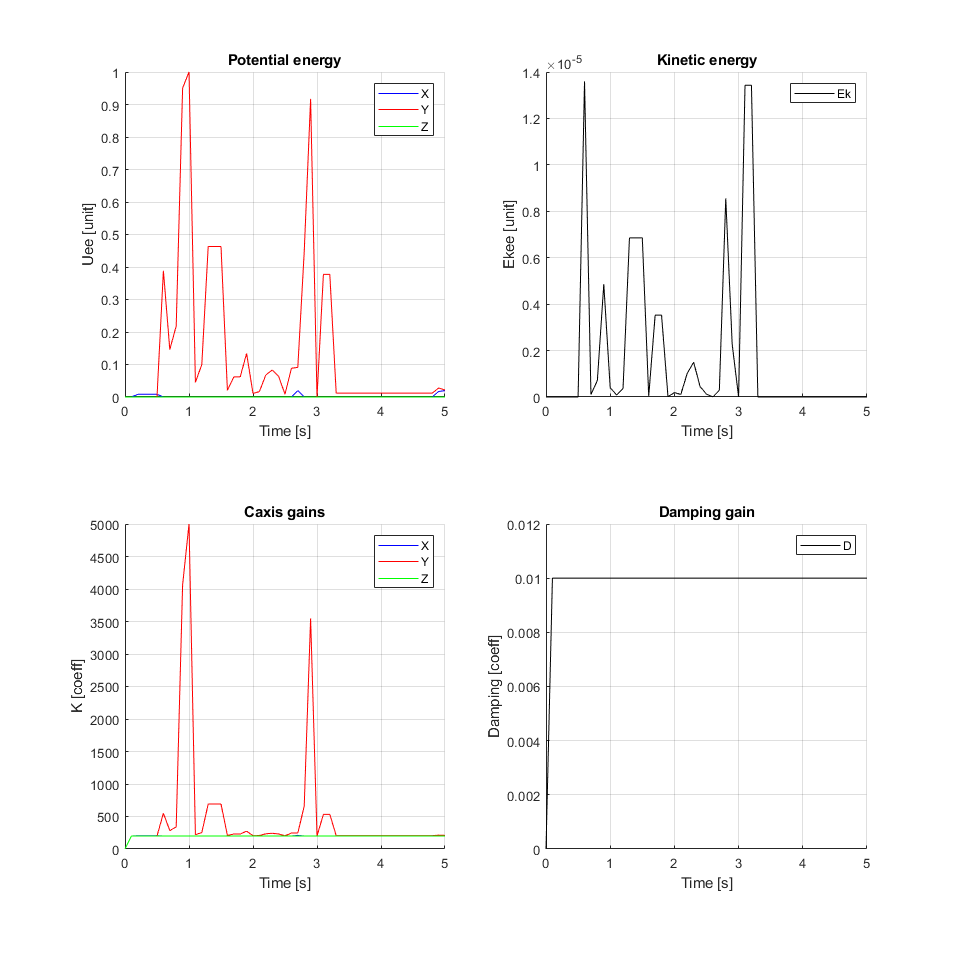 Potential energy
Uee [unit]
1
0.9
0.8
0.7
0.6
0.5
0.4
0.3
0.2
0.1
0
X
Y
Z
0 1 2 3 4 5
Time [s]
Kinetic energy
×10-5
Ekee [unit]
1.4
1.2
1
0.8
0.6
0.4
0.2
0
Ek
0 1 2 3 4 5
Time [s]
Caxis gains
K [coeff]
5000
4500
4000
3500
3000
2500
2000
1500
1000
500
0
X
Y
Z
0 1 2 3 4 5
Time [s]
Damping gain
Damping [coeff]
0.012
0.01
0.008
0.006
0.004
0.002
0
D
0 1 2 3 4 5
Time [s]